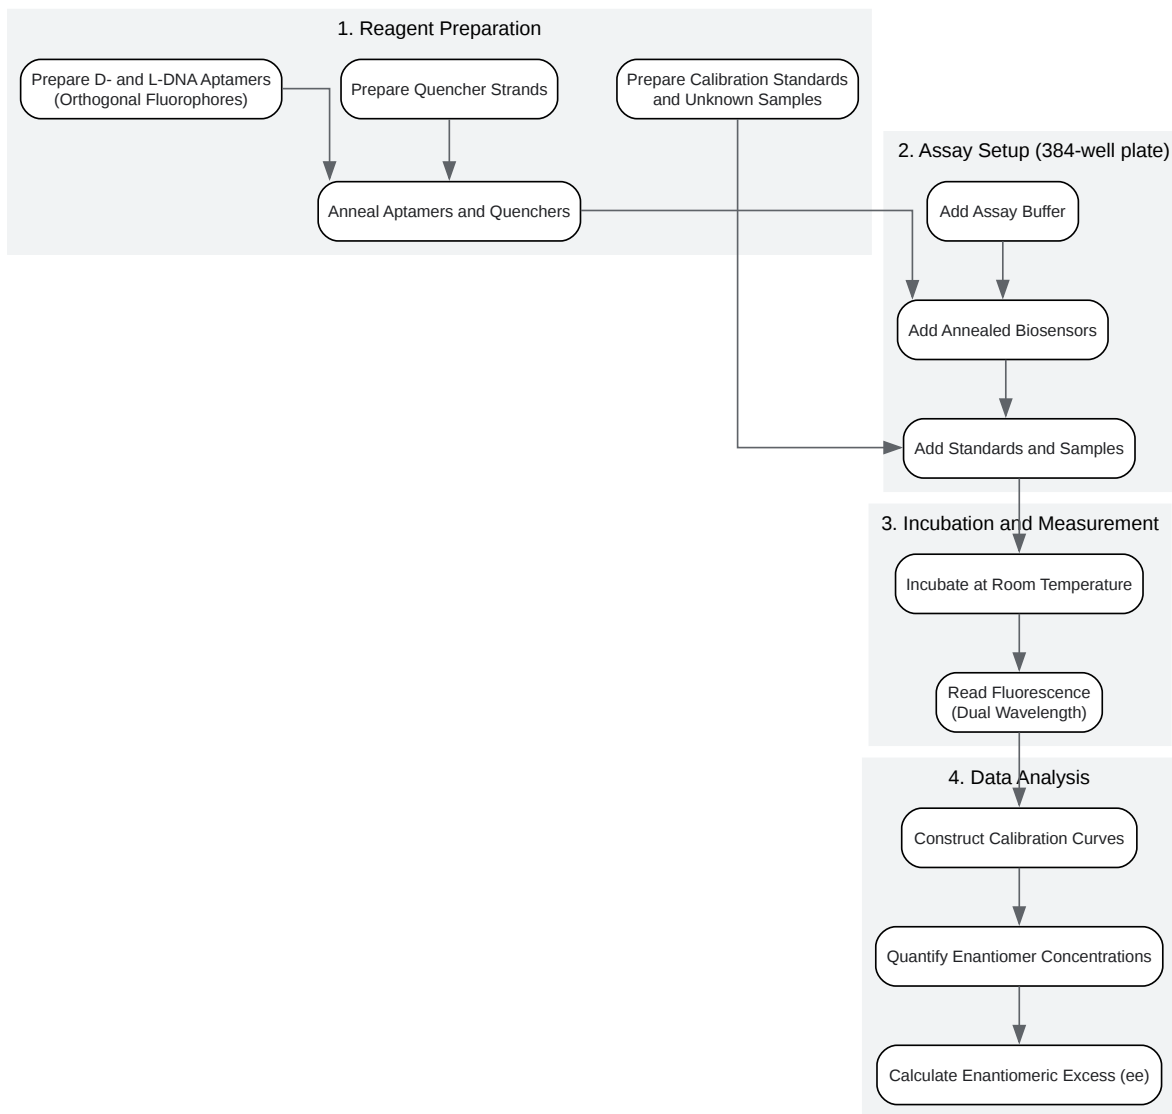 1. Reagent Preparation
Prepare D- and L-DNA Aptamers
(Orthogonal Fluorophores)
Prepare Quencher Strands
Prepare Calibration Standards
and Unknown Samples
Anneal Aptamers and Quenchers
2. Assay Setup (384-well plate)
Add Assay Buffer
Add Annealed Biosensors
Add Standards and Samples
3. Incubation and Measurement
Incubate at Room Temperature
Read Fluorescence
(Dual Wavelength)
4. Data Analysis
Construct Calibration Curves
Quantify Enantiomer Concentrations
Calculate Enantiomeric Excess (ee)